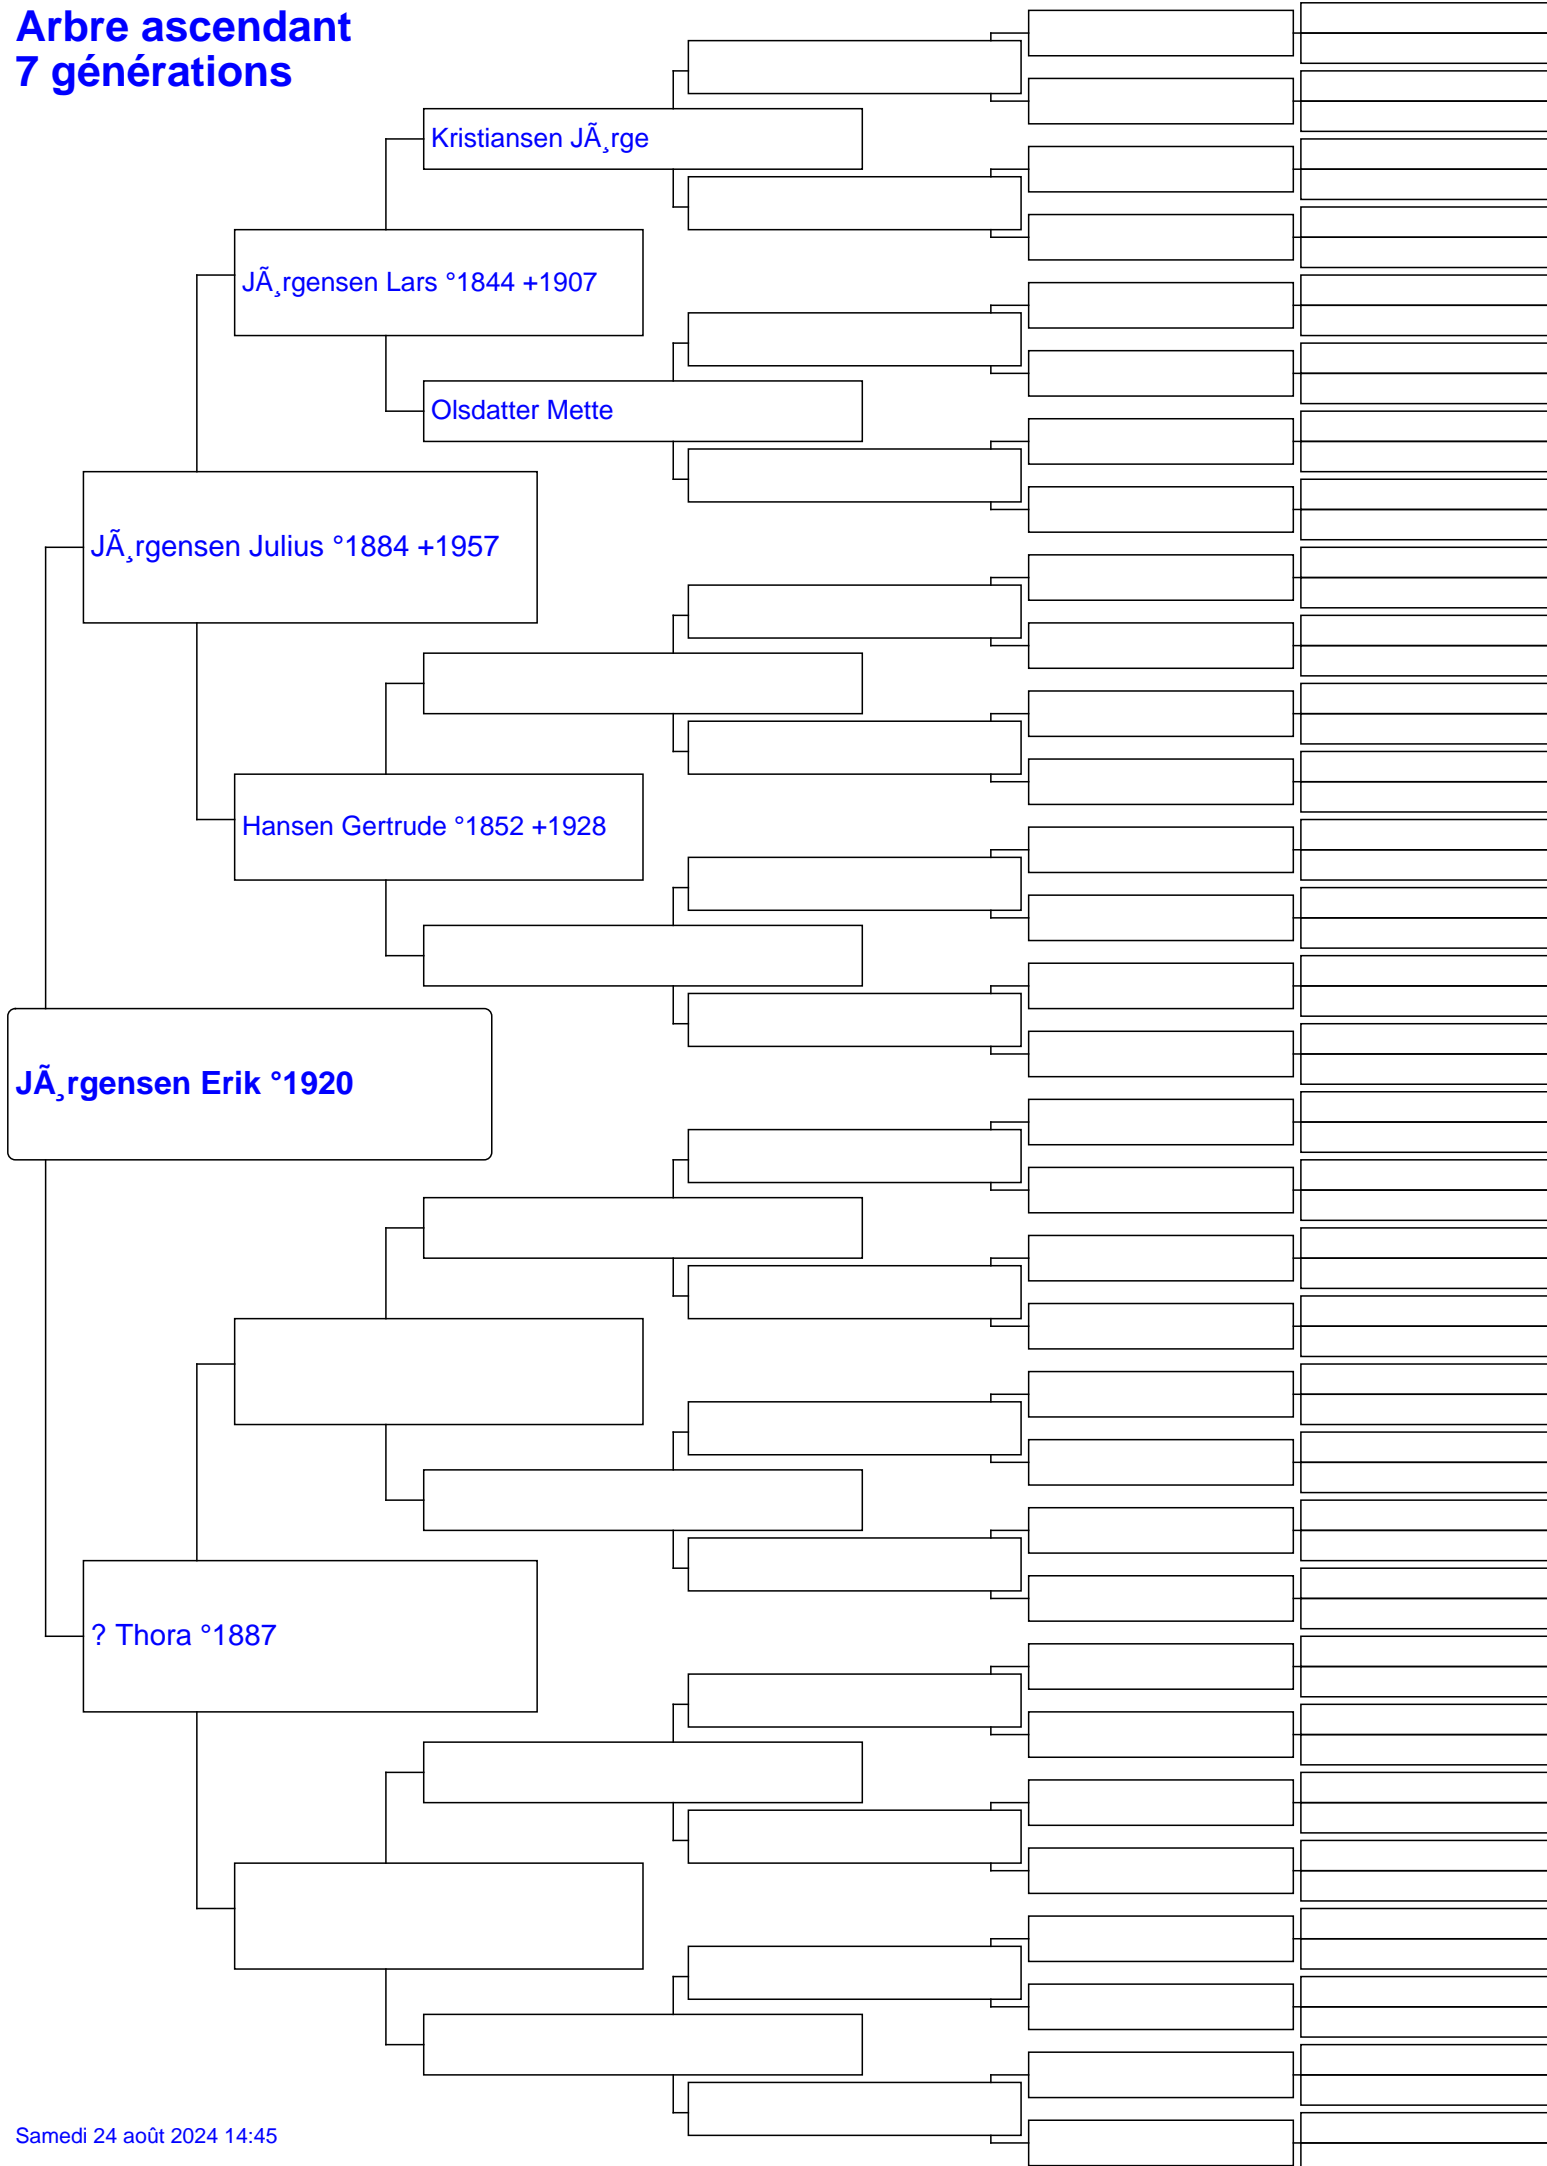 Arbre ascendant
7 générations
Kristiansen JÃ¸rge
JÃ¸rgensen Lars °1844 +1907
Olsdatter Mette
JÃ¸rgensen Julius °1884 +1957
Hansen Gertrude °1852 +1928
JÃ¸rgensen Erik °1920
? Thora °1887
Samedi 24 août 2024 14:45